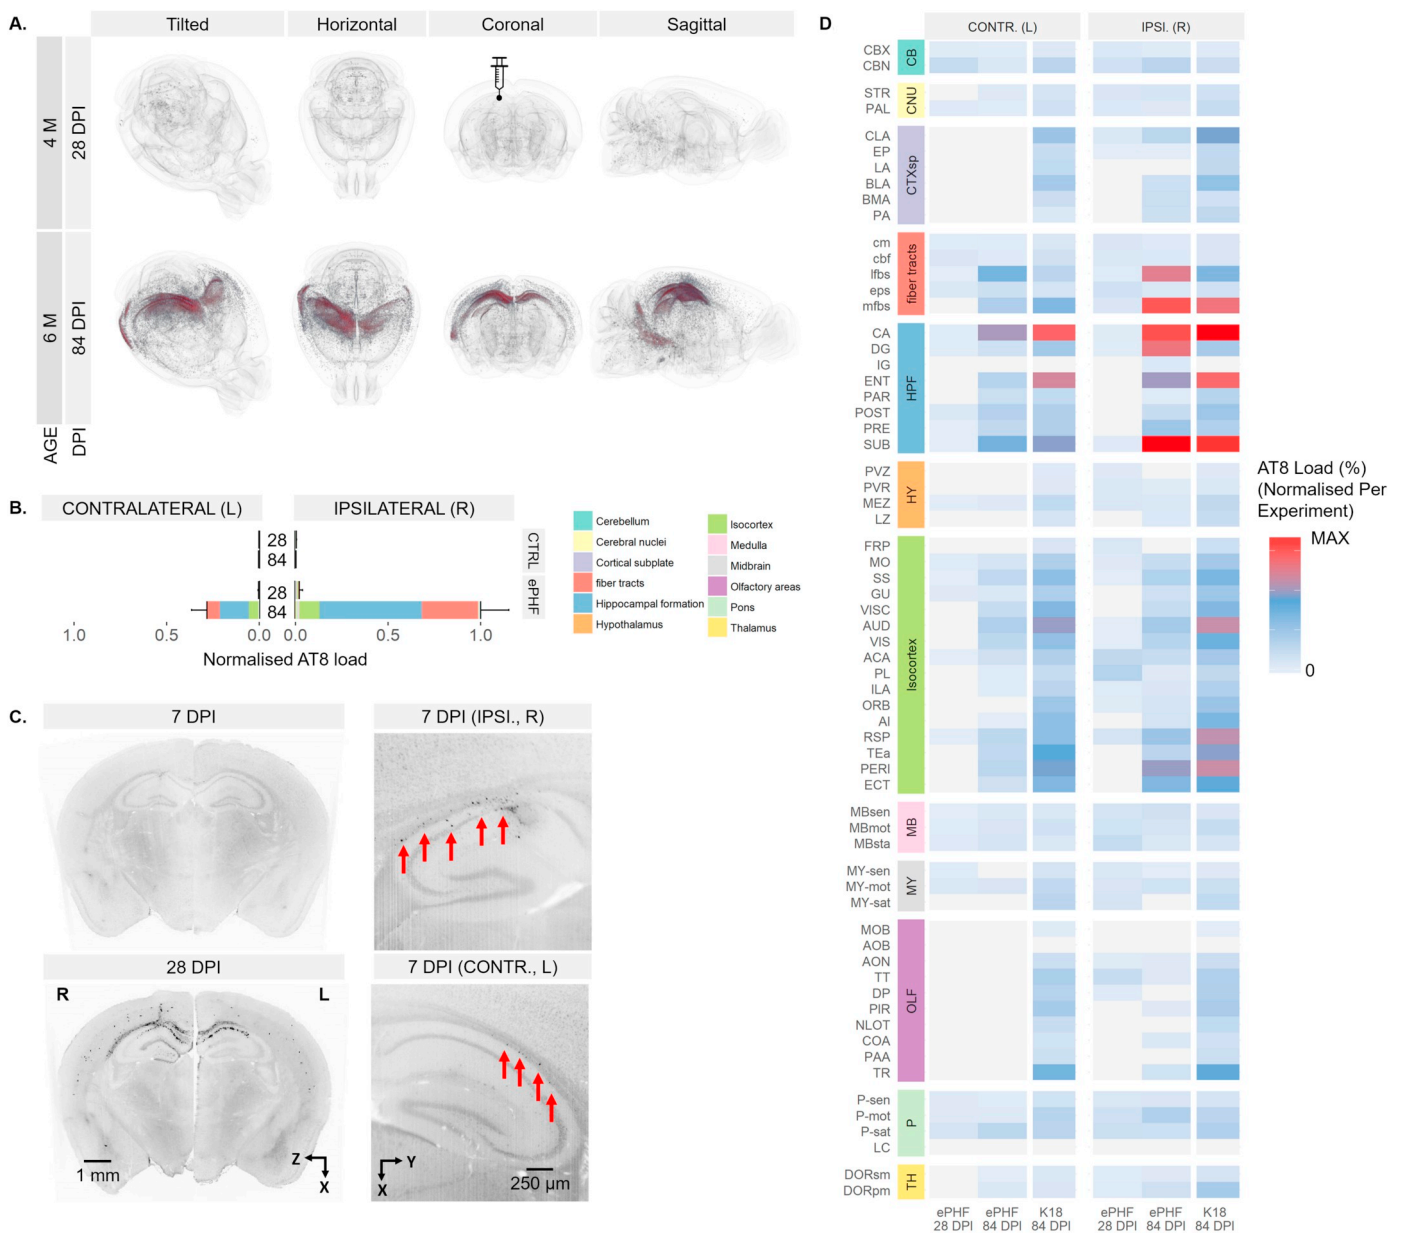 A.
Tilted
Horizontal
Coronal
Sagittal
4 M
28 DPI
6 M
84 DPI
AGE
DPI
B.
CONTRALATERAL (L)
IPSILATERAL (R)
28
84
CTRL
28
84
ePHF
1.0
0.5
0.0
0.0
0.5
1.0
Normalised AT8 load
Cerebellum
Cerebral nuclei
Cortical subplate
fiber tracts
Hippocampal formation
Hypothalamus
Isocortex
Medulla
Midbrain
Olfactory areas
Pons
Thalamus
C.
7 DPI
7 DPI (IPSI., R)
28 DPI
7 DPI (CONTR., L)
R
L
1 mm
Z
X
Y
X
250 µm
D
CONTR. (L)
IPSI. (R)
CBX
CBN
CB
STR
PAL
CNU
CLA
EP
LA
BLA
BMA
PA
CTXsp
cm
cbf
lfbs
eps
mfbs
fiber tracts
CA
DG
IG
ENT
PAR
POST
PRE
SUB
HPF
PVZ
PVR
MEZ
LZ
HY
FRP
MO
SS
GU
VISC
AUD
VIS
ACA
PL
ILA
ORB
AI
RSP
TEa
PERI
ECT
Isocortex
MBsen
MBmot
MBsta
MB
MY-sen
MY-mot
MY-sat
MY
MOB
AOB
AON
TT
DP
PIR
NLOT
COA
PAA
TR
OLF
P-sen
P-mot
P-sat
LC
P
DORsm
DORpm
TH
ePHF
28 DPI
ePHF
84 DPI
K18
84 DPI
ePHF
28 DPI
ePHF
84 DPI
K18
84 DPI
AT8 Load (%)
(Normalised Per
Experiment)
MAX
0